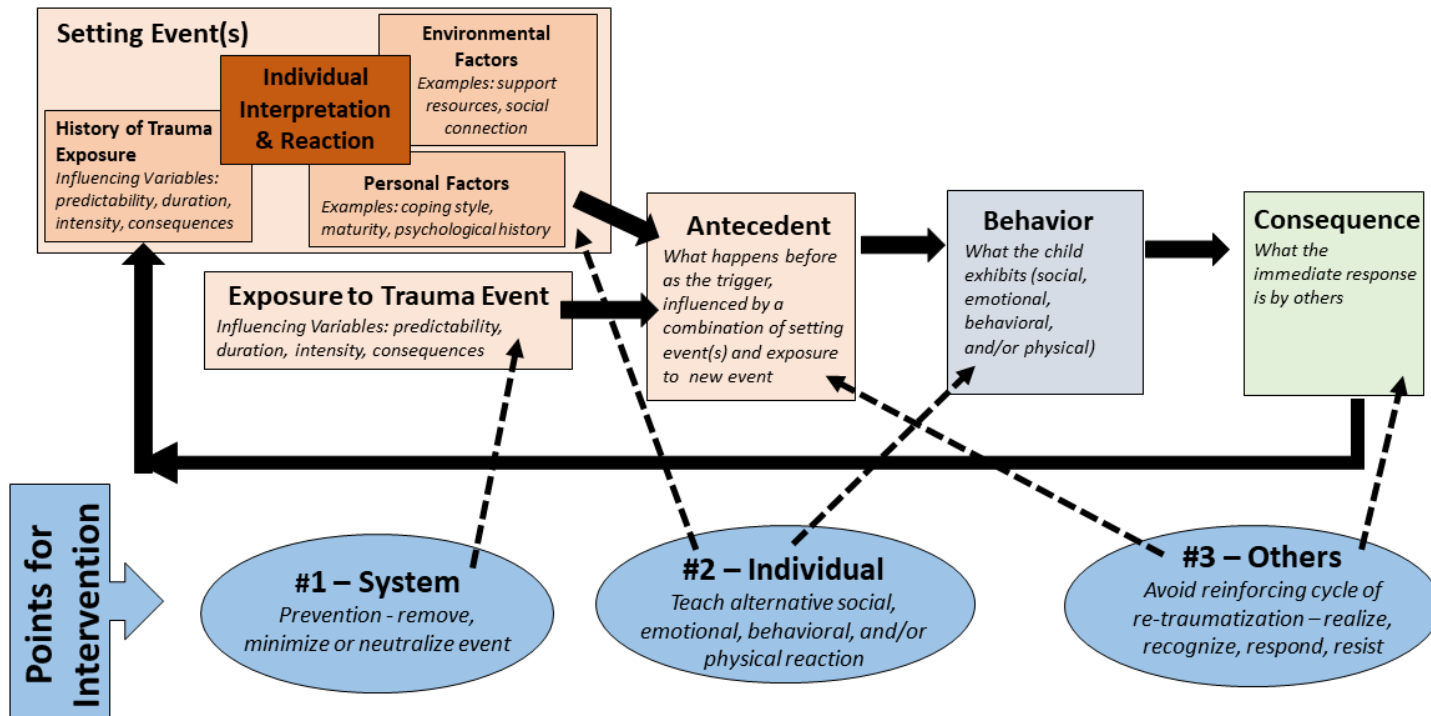 Setting Event(s)
Environmental
Factors
Examples: support
resources, social
connection
Individual
Interpretation
& Reaction
History of Trauma
Exposure
Influencing Variables:
predictability, duration,
intensity, consequences
Personal Factors
Examples: coping style,
maturity, psychological history
Exposure to Trauma Event
Influencing Variables: predictability,
duration, intensity, consequences
Antecedent
What happens before
as the trigger,
influenced by a
combination of setting
event(s) and exposure
to new event
Behavior
What the child
exhibits (social,
emotional,
behavioral,
and/or physical)
Consequence
What the
immediate response
is by others
Points for
Intervention
#1 – System
Prevention - remove,
minimize or neutralize event
#2 – Individual
Teach alternative social,
emotional, behavioral, and/or
physical reaction
#3 – Others
Avoid reinforcing cycle of
re-traumatization – realize,
recognize, respond, resist